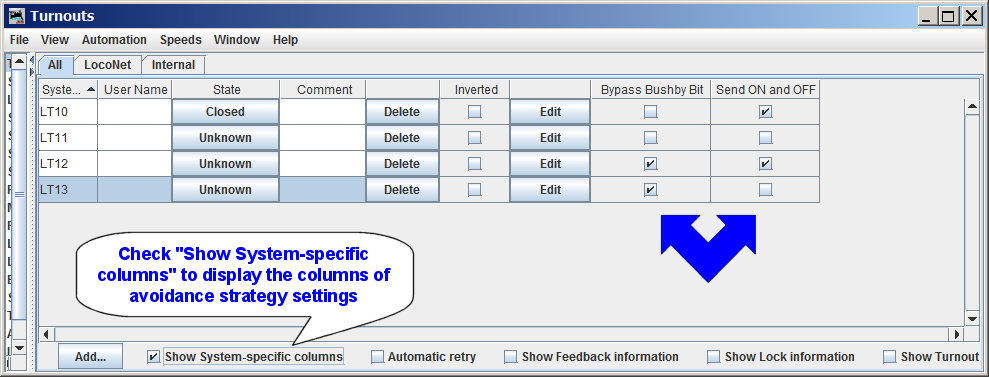 Turnouts
File View Automation Speeds Window Help
All LocoNet Internal
Syste... User Name State Comment Inverted Bypass Bushby Bit Send ON and OFF
LT10 Closed Delete Edit
LT11 Unknown Delete Edit
LT12 Unknown Delete Edit
LT13 Unknown Delete Edit
Check "Show System-specific
columns" to display the columns of
avoidance strategy settings
Add... Show System-specific columns Automatic retry Show Feedback information Show Lock information Show Turnout